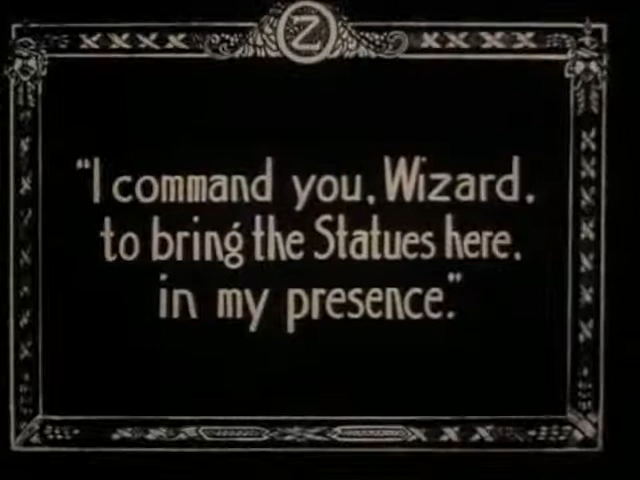 Z
"I command you, Wizard,
to bring the Statues here,
in my presence."